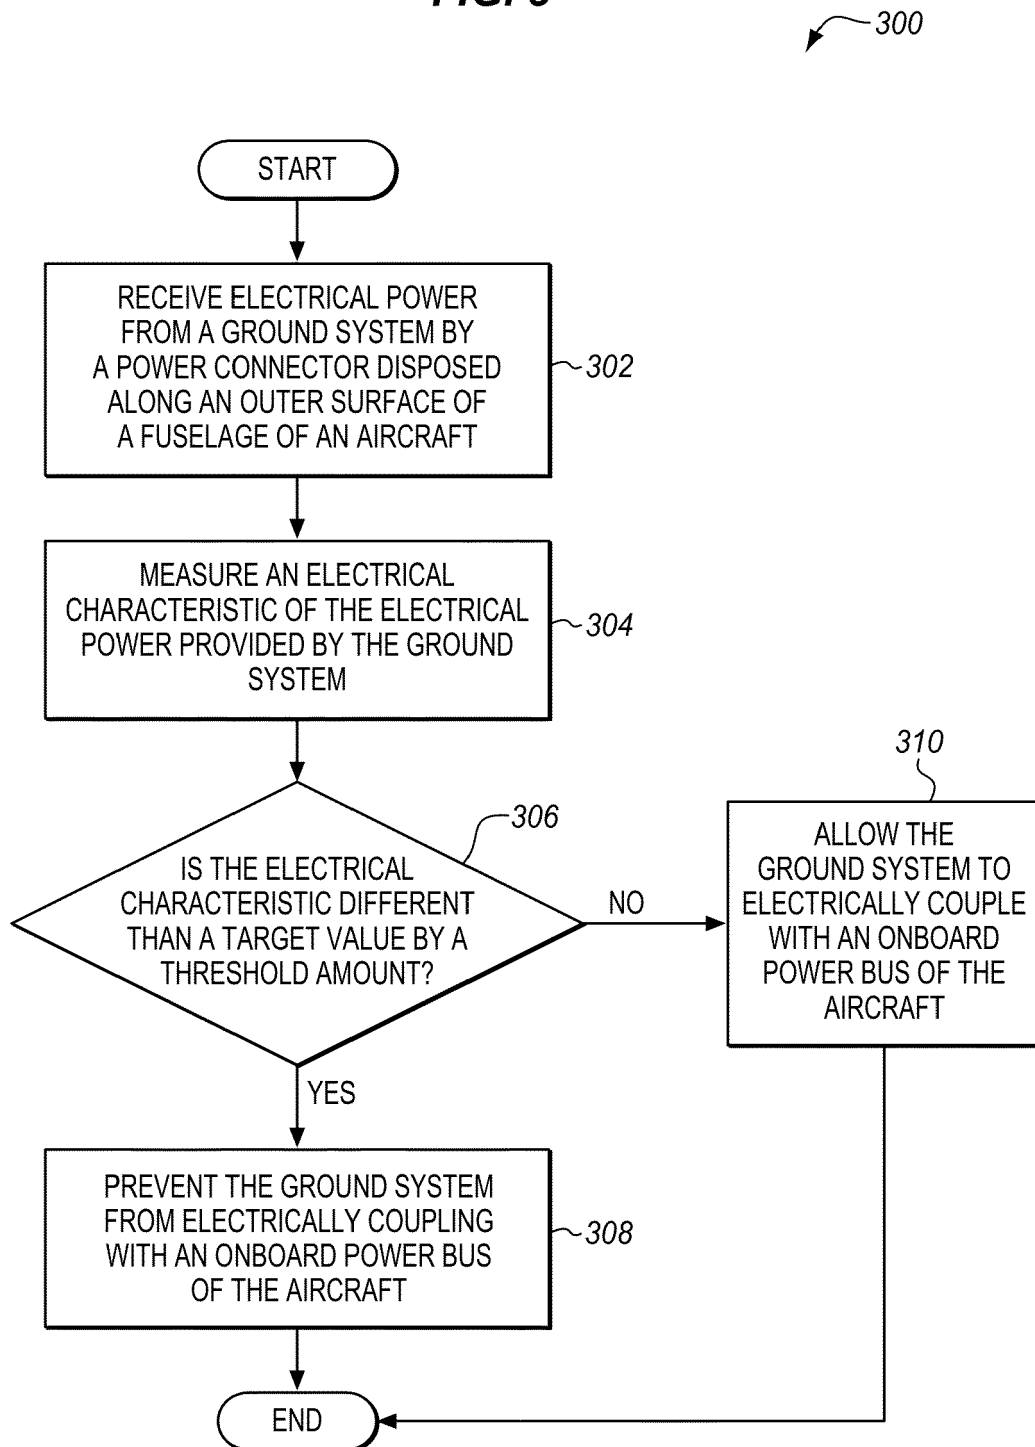 300
START
RECEIVE ELECTRICAL POWER
FROM A GROUND SYSTEM BY
A POWER CONNECTOR DISPOSED
ALONG AN OUTER SURFACE OF
A FUSELAGE OF AN AIRCRAFT
302
MEASURE AN ELECTRICAL
CHARACTERISTIC OF THE ELECTRICAL
POWER PROVIDED BY THE GROUND
SYSTEM
304
306
IS THE ELECTRICAL
CHARACTERISTIC DIFFERENT
THAN A TARGET VALUE BY A
THRESHOLD AMOUNT?
NO
310
ALLOW THE
GROUND SYSTEM TO
ELECTRICALLY COUPLE
WITH AN ONBOARD
POWER BUS OF THE
AIRCRAFT
YES
PREVENT THE GROUND SYSTEM
FROM ELECTRICALLY COUPLING
WITH AN ONBOARD POWER BUS
OF THE AIRCRAFT
308
END